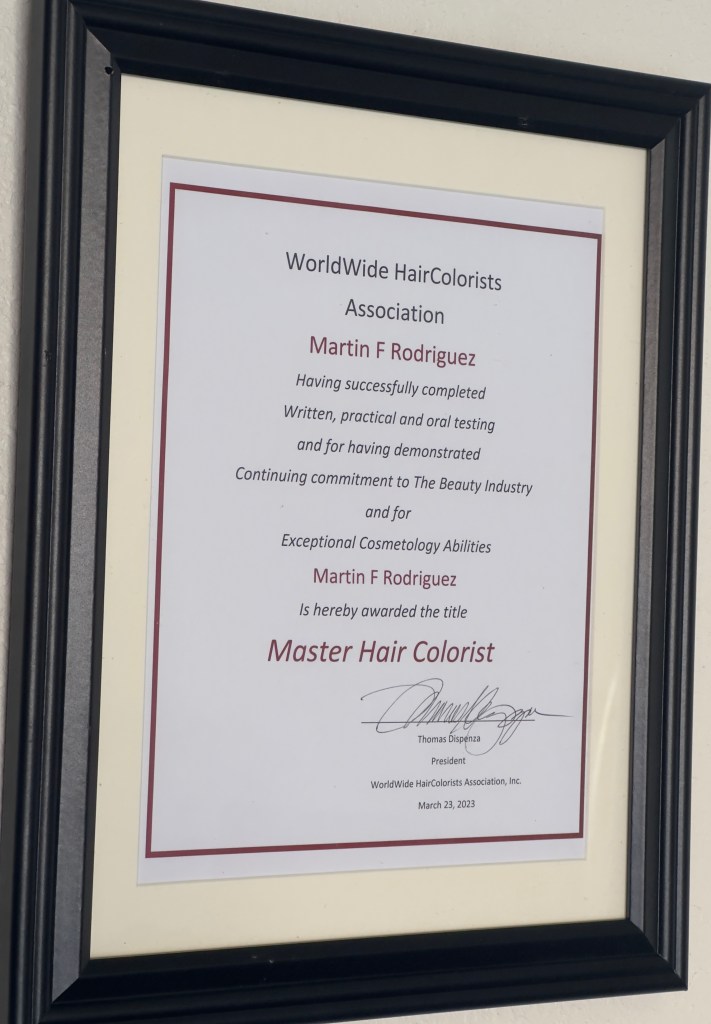 WorldWide HairColorists
Association
Martin F Rodriguez
Having successfully completed
Written, practical and oral testing
and for having demonstrated
Continuing commitment to The Beauty Industry
and for
Exceptional Cosmetology Abilities
Martin F Rodriguez
Is hereby awarded the title
Master Hair Colorist
Thomas Dispenza
President
WorldWide HairColorists Association, Inc.
March 23, 2023